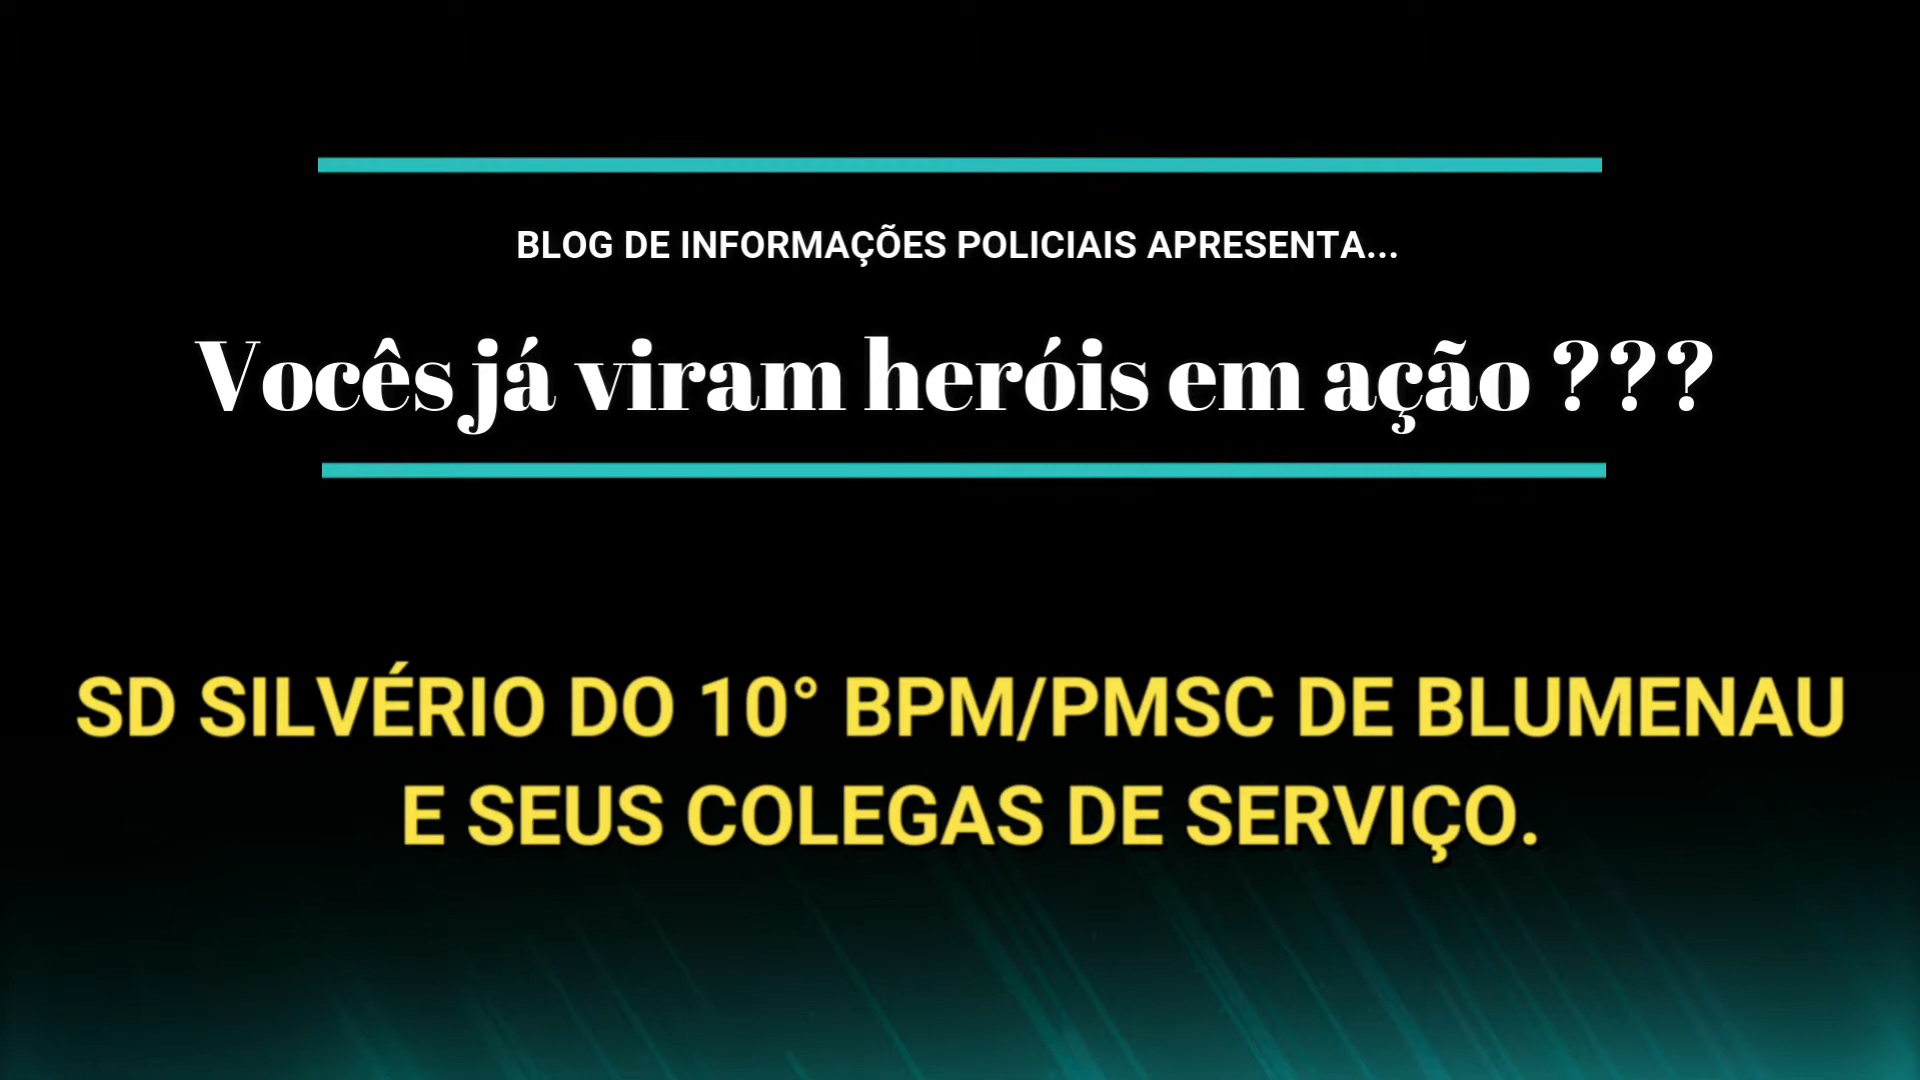 BLOG DE INFORMAÇÕES POLICIAIS APRESENTA...
Vocês já viram heróis em ação ???
SD SILVÉRIO DO 10° BPM/PMSC DE BLUMENAU
E SEUS COLEGAS DE SERVIÇO.